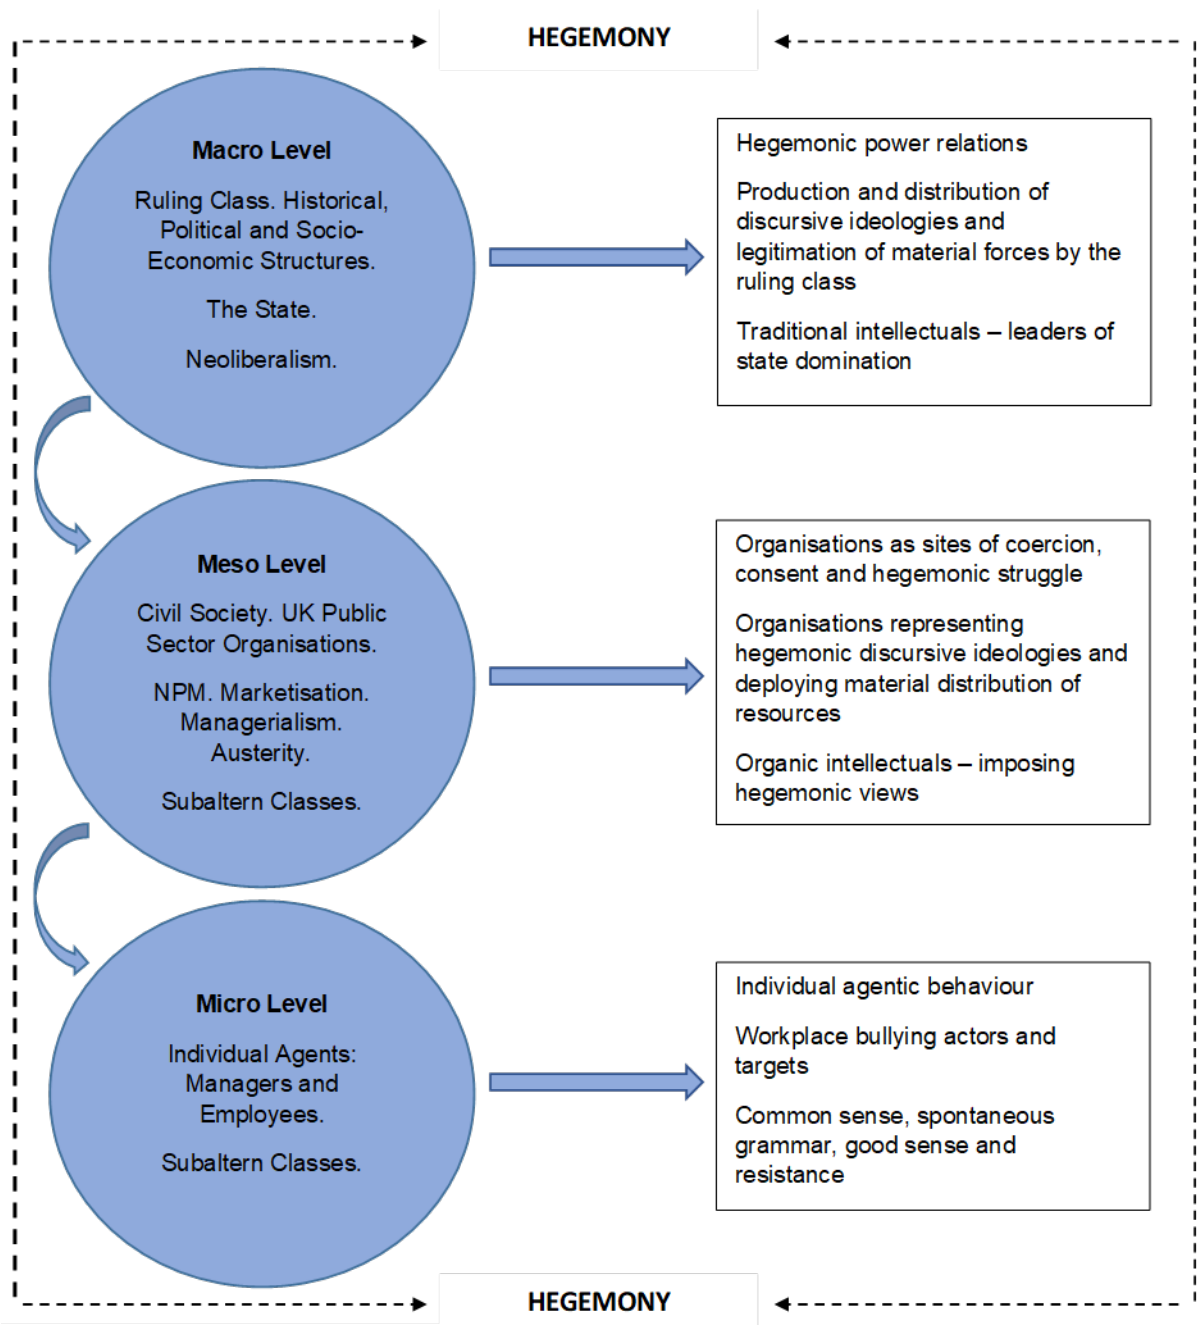 HEGEMONY
Macro Level
Ruling Class. Historical,
Political and Socio-
Economic Structures.
The State.
Neoliberalism.
Hegemonic power relations
Production and distribution of
discursive ideologies and
legitimation of material forces by the
ruling class
Traditional intellectuals – leaders of
state domination
Meso Level
Civil Society. UK Public
Sector Organisations.
NPM. Marketisation.
Managerialism.
Austerity.
Subaltern Classes.
Organisations as sites of coercion,
consent and hegemonic struggle
Organisations representing
hegemonic discursive ideologies and
deploying material distribution of
resources
Organic intellectuals – imposing
hegemonic views
Micro Level
Individual Agents:
Managers and
Employees.
Subaltern Classes.
Individual agentic behaviour
Workplace bullying actors and
targets
Common sense, spontaneous
grammar, good sense and
resistance
HEGEMONY